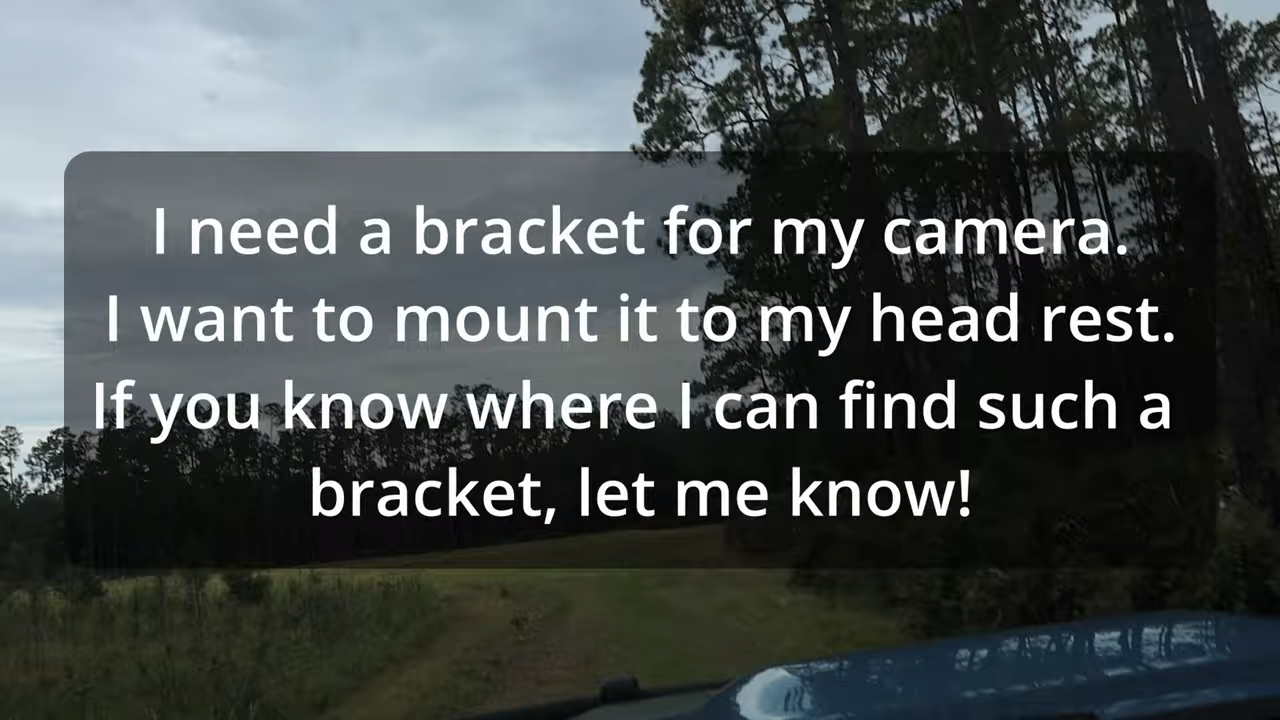 I need a bracket for my camera.
I want to mount it to my head rest.
If you know where I can find such a
bracket, let me know!